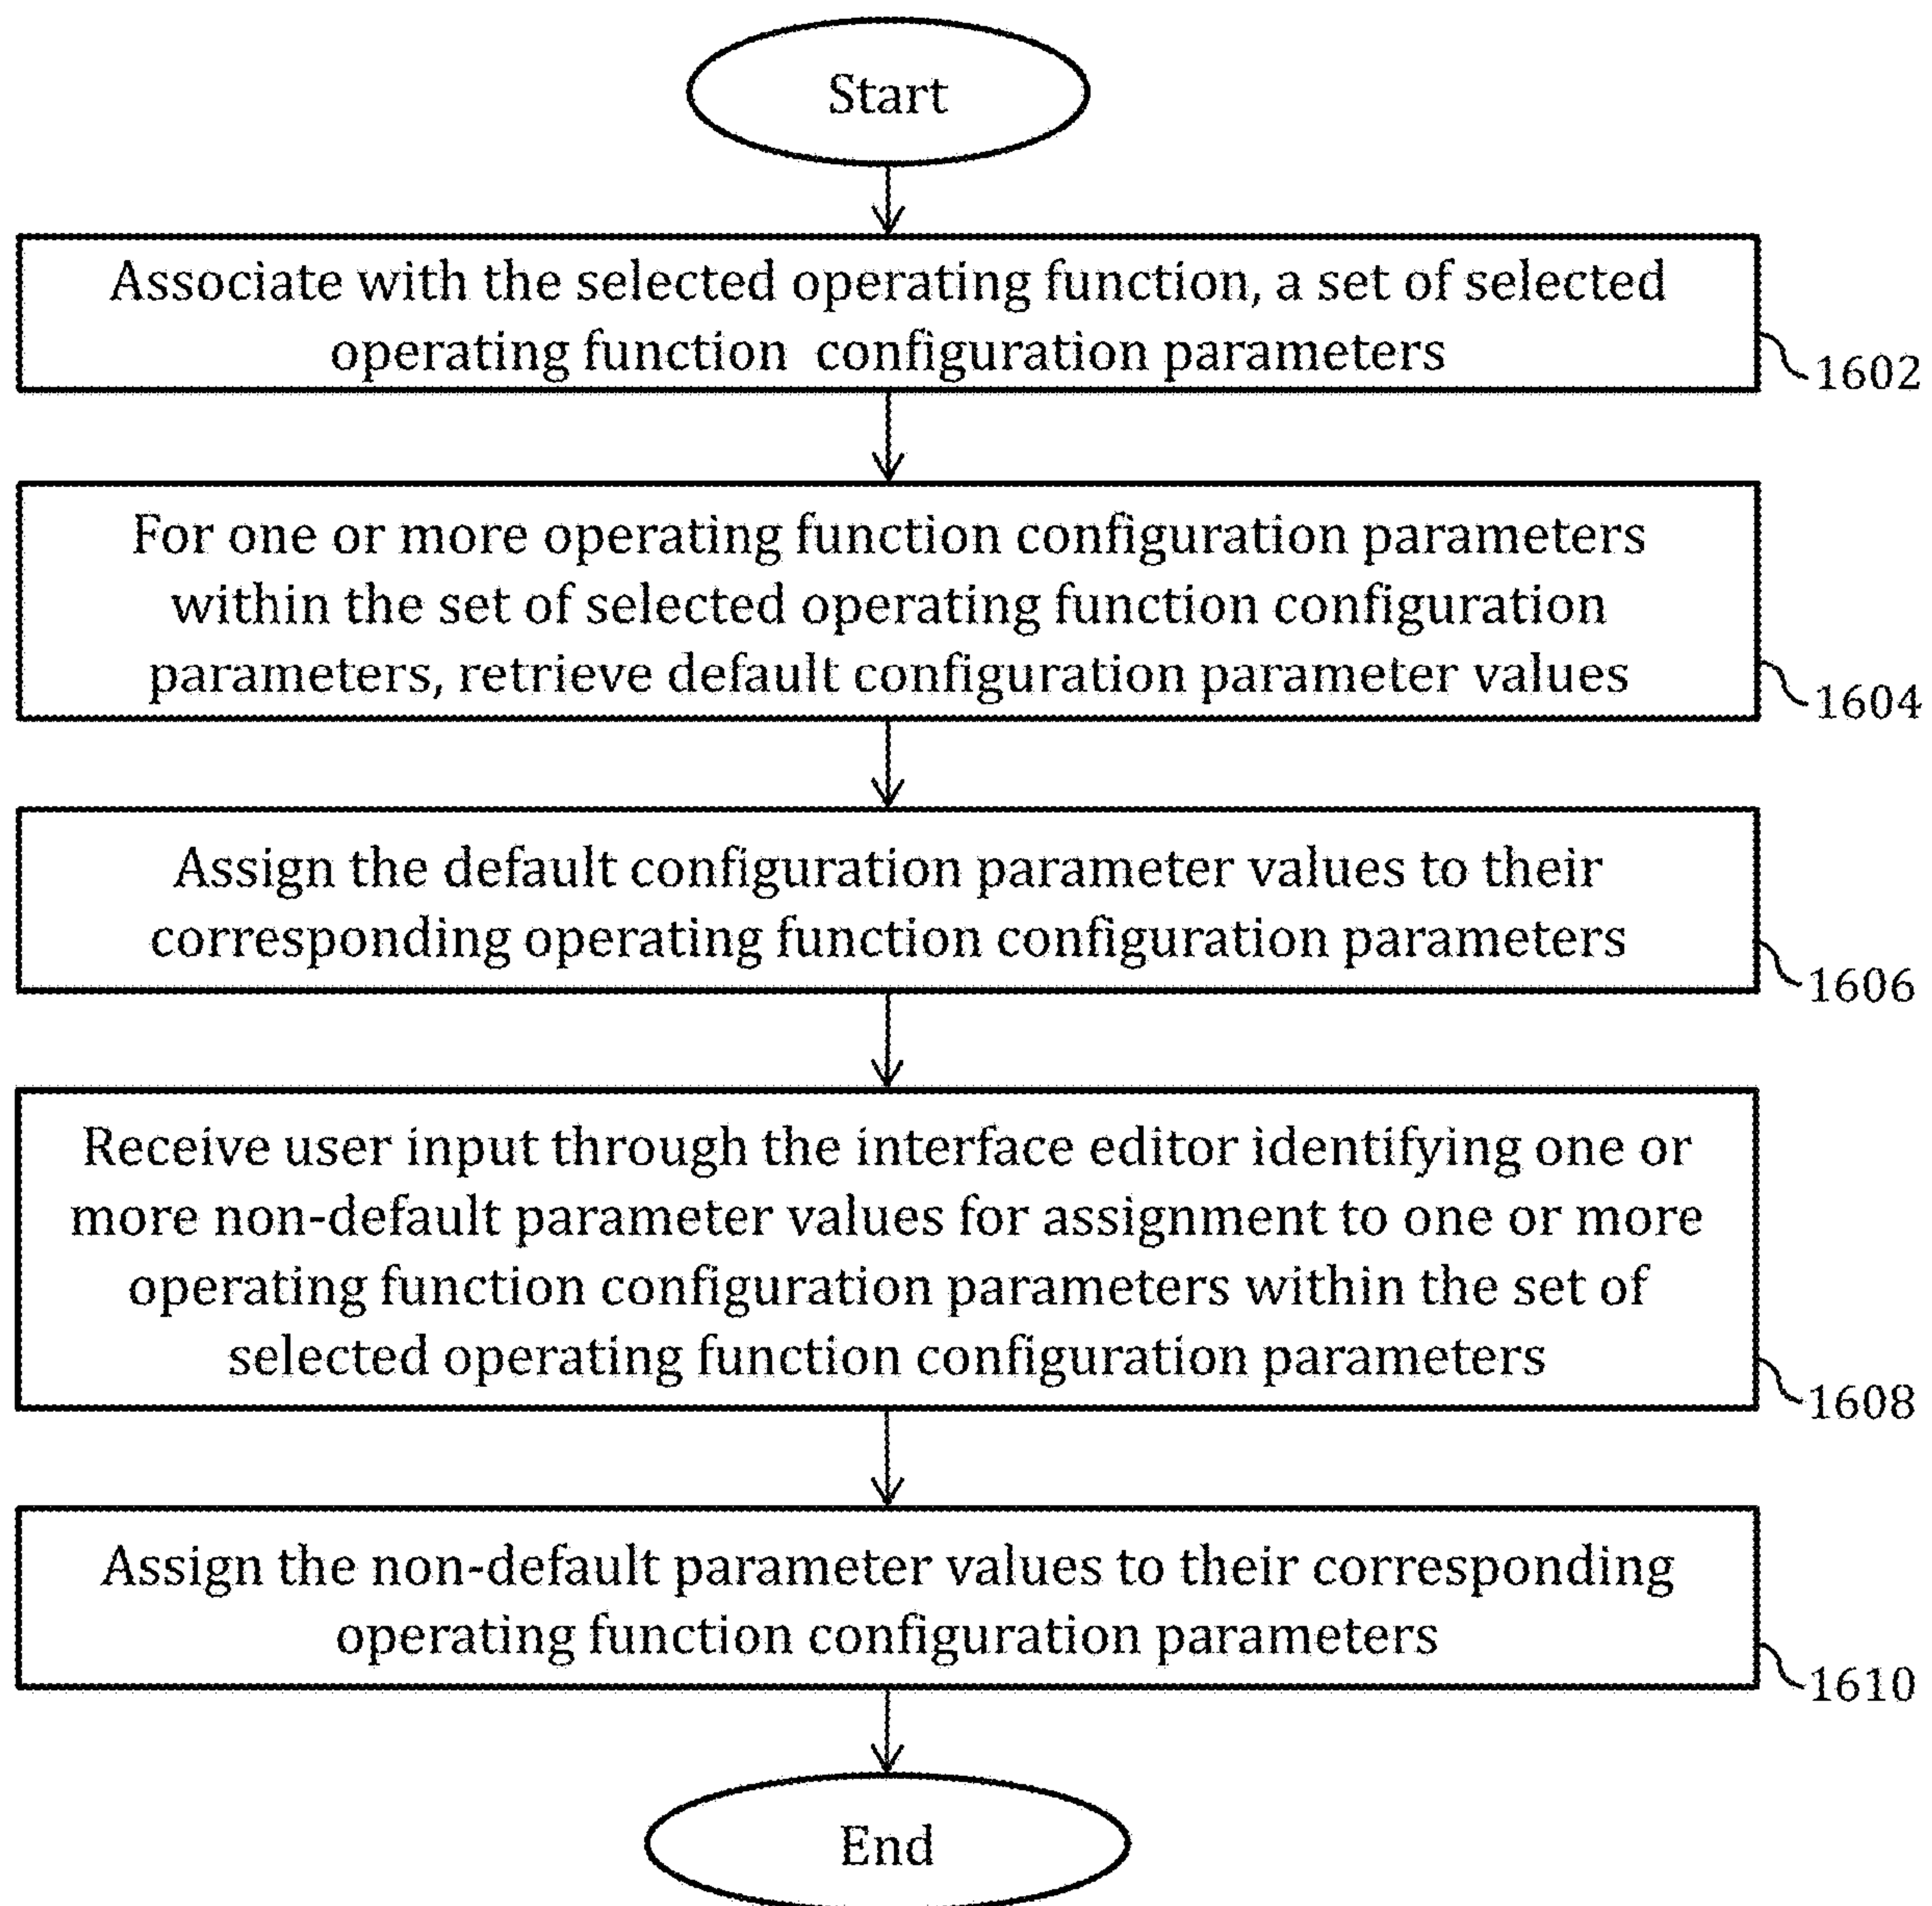 Start
Associate with the selected operating function, a set of selected
operating function configuration parameters
1602
For one or more operating function configuration parameters
within the set of selected operating function configuration
parameters, retrieve default configuration parameter values
1604
Assign the default configuration parameter values to their
corresponding operating function configuration parameters
1606
Receive user input through the interface editor identifying one or
more non-default parameter values for assignment to one or more
operating function configuration parameters within the set of
selected operating function configuration parameters
1608
Assign the non-default parameter values to their corresponding
operating function configuration parameters
1610
End